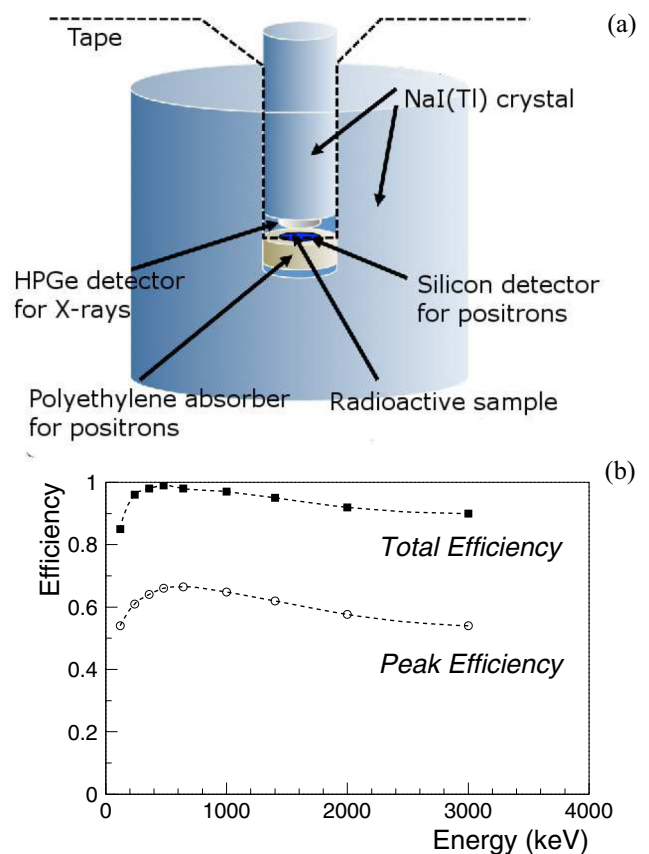 (a)
Tape
NaI(Tl) crystal
HPGe detector
for X-rays
Silicon detector
for positrons
Polyethylene absorber
for positrons
Radioactive sample
(b)
Efficiency
1
0.8
0.6
0.4
0.2
0
Total Efficiency
Peak Efficiency
0 1000 2000 3000 4000
Energy (keV)